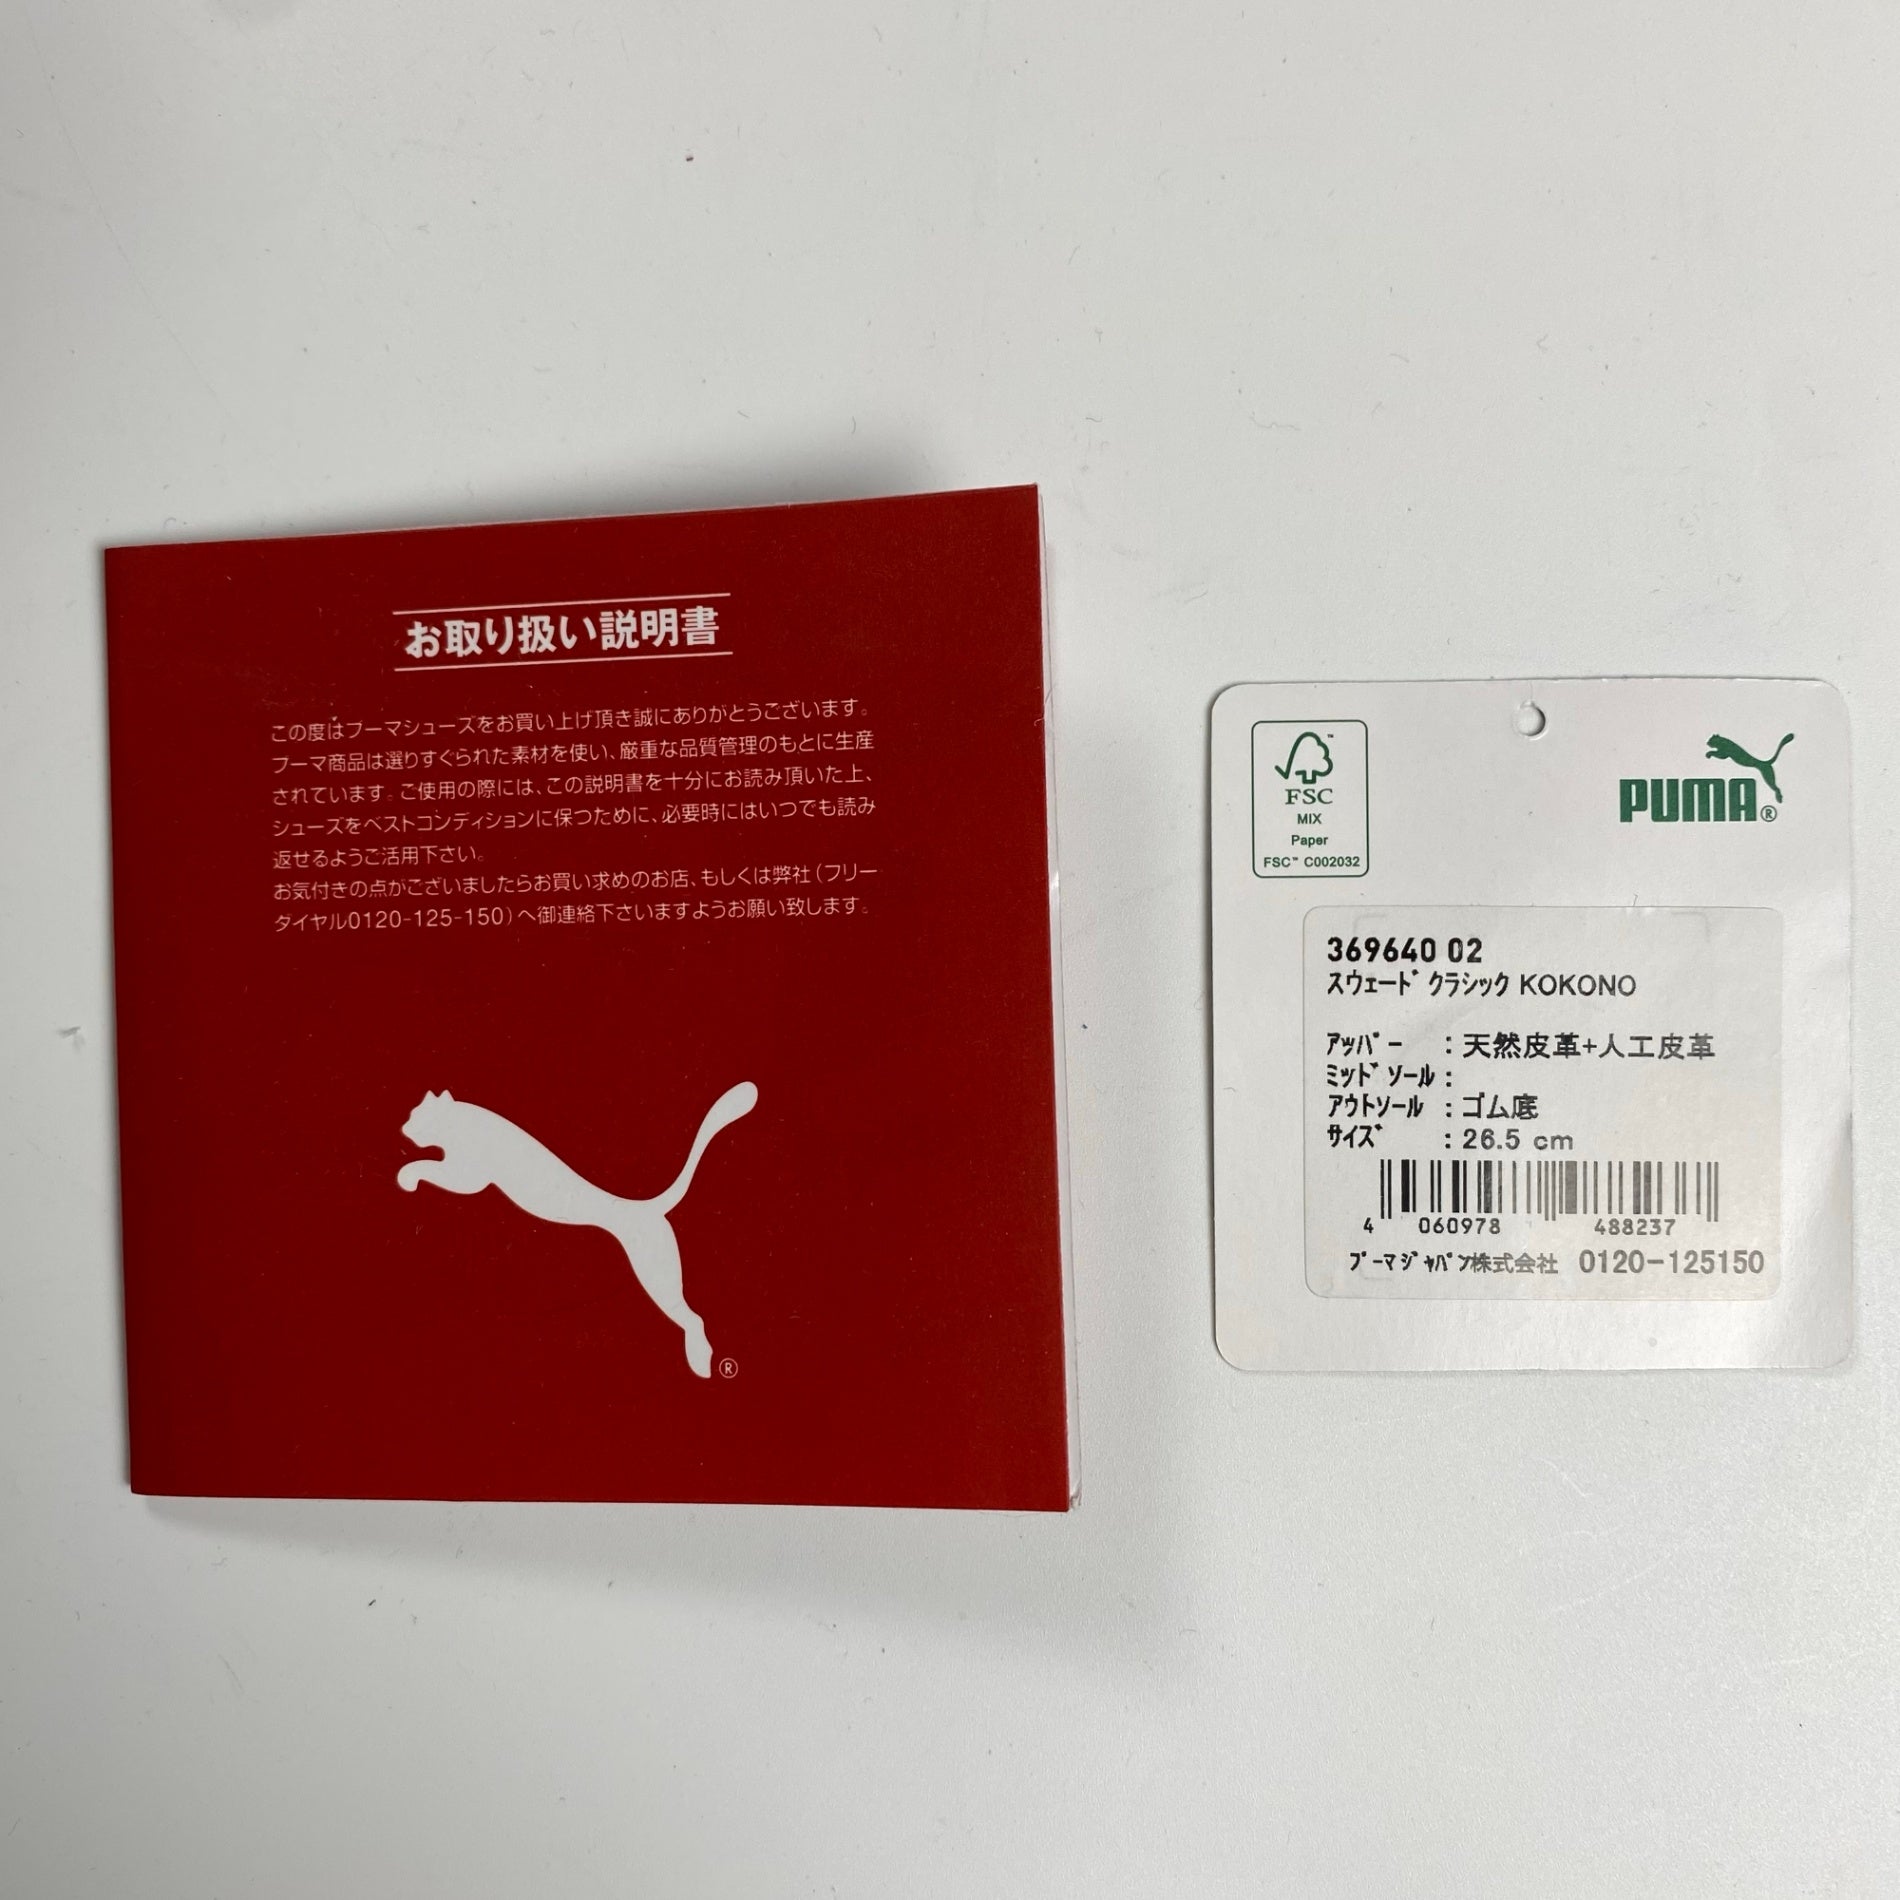 お取り扱い説明書
この度はプーマシューズをお買い上げ頂き誠にありがとうございます。
プーマ商品は選りすぐられた素材を使い、厳重な品質管理のもとに生産
されています。ご使用の際には、この説明書を十分にお読み頂いた上、
シューズをベストコンディションに保つために、必要時にはいつでも読み
返せるようご活用下さい。
お気付きの点がございましたらお買い求めのお店、もしくは弊社(フリー
ダイヤル0120-125-150)へ御連絡下さいますようお願い致します。
®
FSC™
MIX
Paper
FSC™ C002032
PUMA®
369640 02
スウェード クラシック KOKONO
アッパー : 天然皮革+人工皮革
ミッドソール :
アウトソール : ゴム底
サイズ : 26.5 cm
4 060978 488237
プーマジャパン株式会社 0120-125150